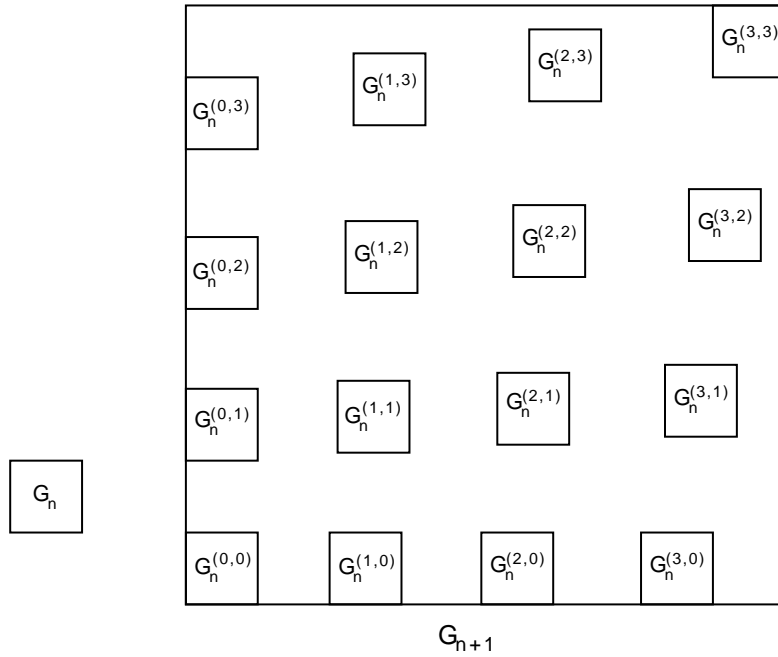 G_n^{(3,3)}
G_n^{(2,3)}
G_n^{(1,3)}
G_n^{(0,3)}
G_n^{(3,2)}
G_n^{(2,2)}
G_n^{(1,2)}
G_n^{(0,2)}
G_n^{(3,1)}
G_n^{(2,1)}
G_n^{(1,1)}
G_n^{(0,1)}
G_n
G_n^{(0,0)} G_n^{(1,0)} G_n^{(2,0)} G_n^{(3,0)}
G_{n+1}